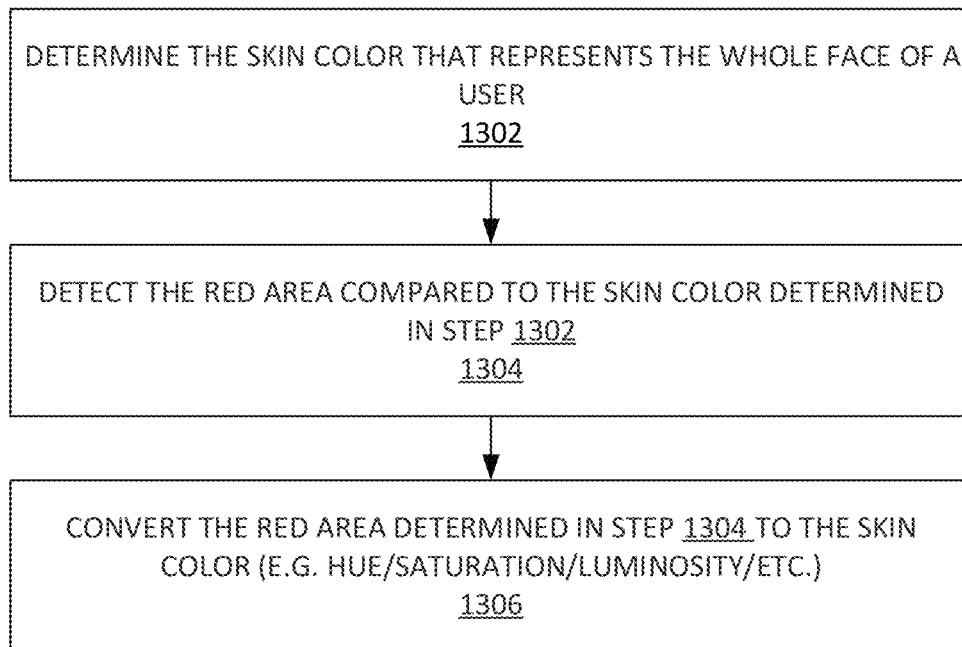 DETERMINE THE SKIN COLOR THAT REPRESENTS THE WHOLE FACE OF A
USER
1302
DETECT THE RED AREA COMPARED TO THE SKIN COLOR DETERMINED
IN STEP 1302
1304
CONVERT THE RED AREA DETERMINED IN STEP 1304 TO THE SKIN
COLOR (E.G. HUE/SATURATION/LUMINOSITY/ETC.)
1306